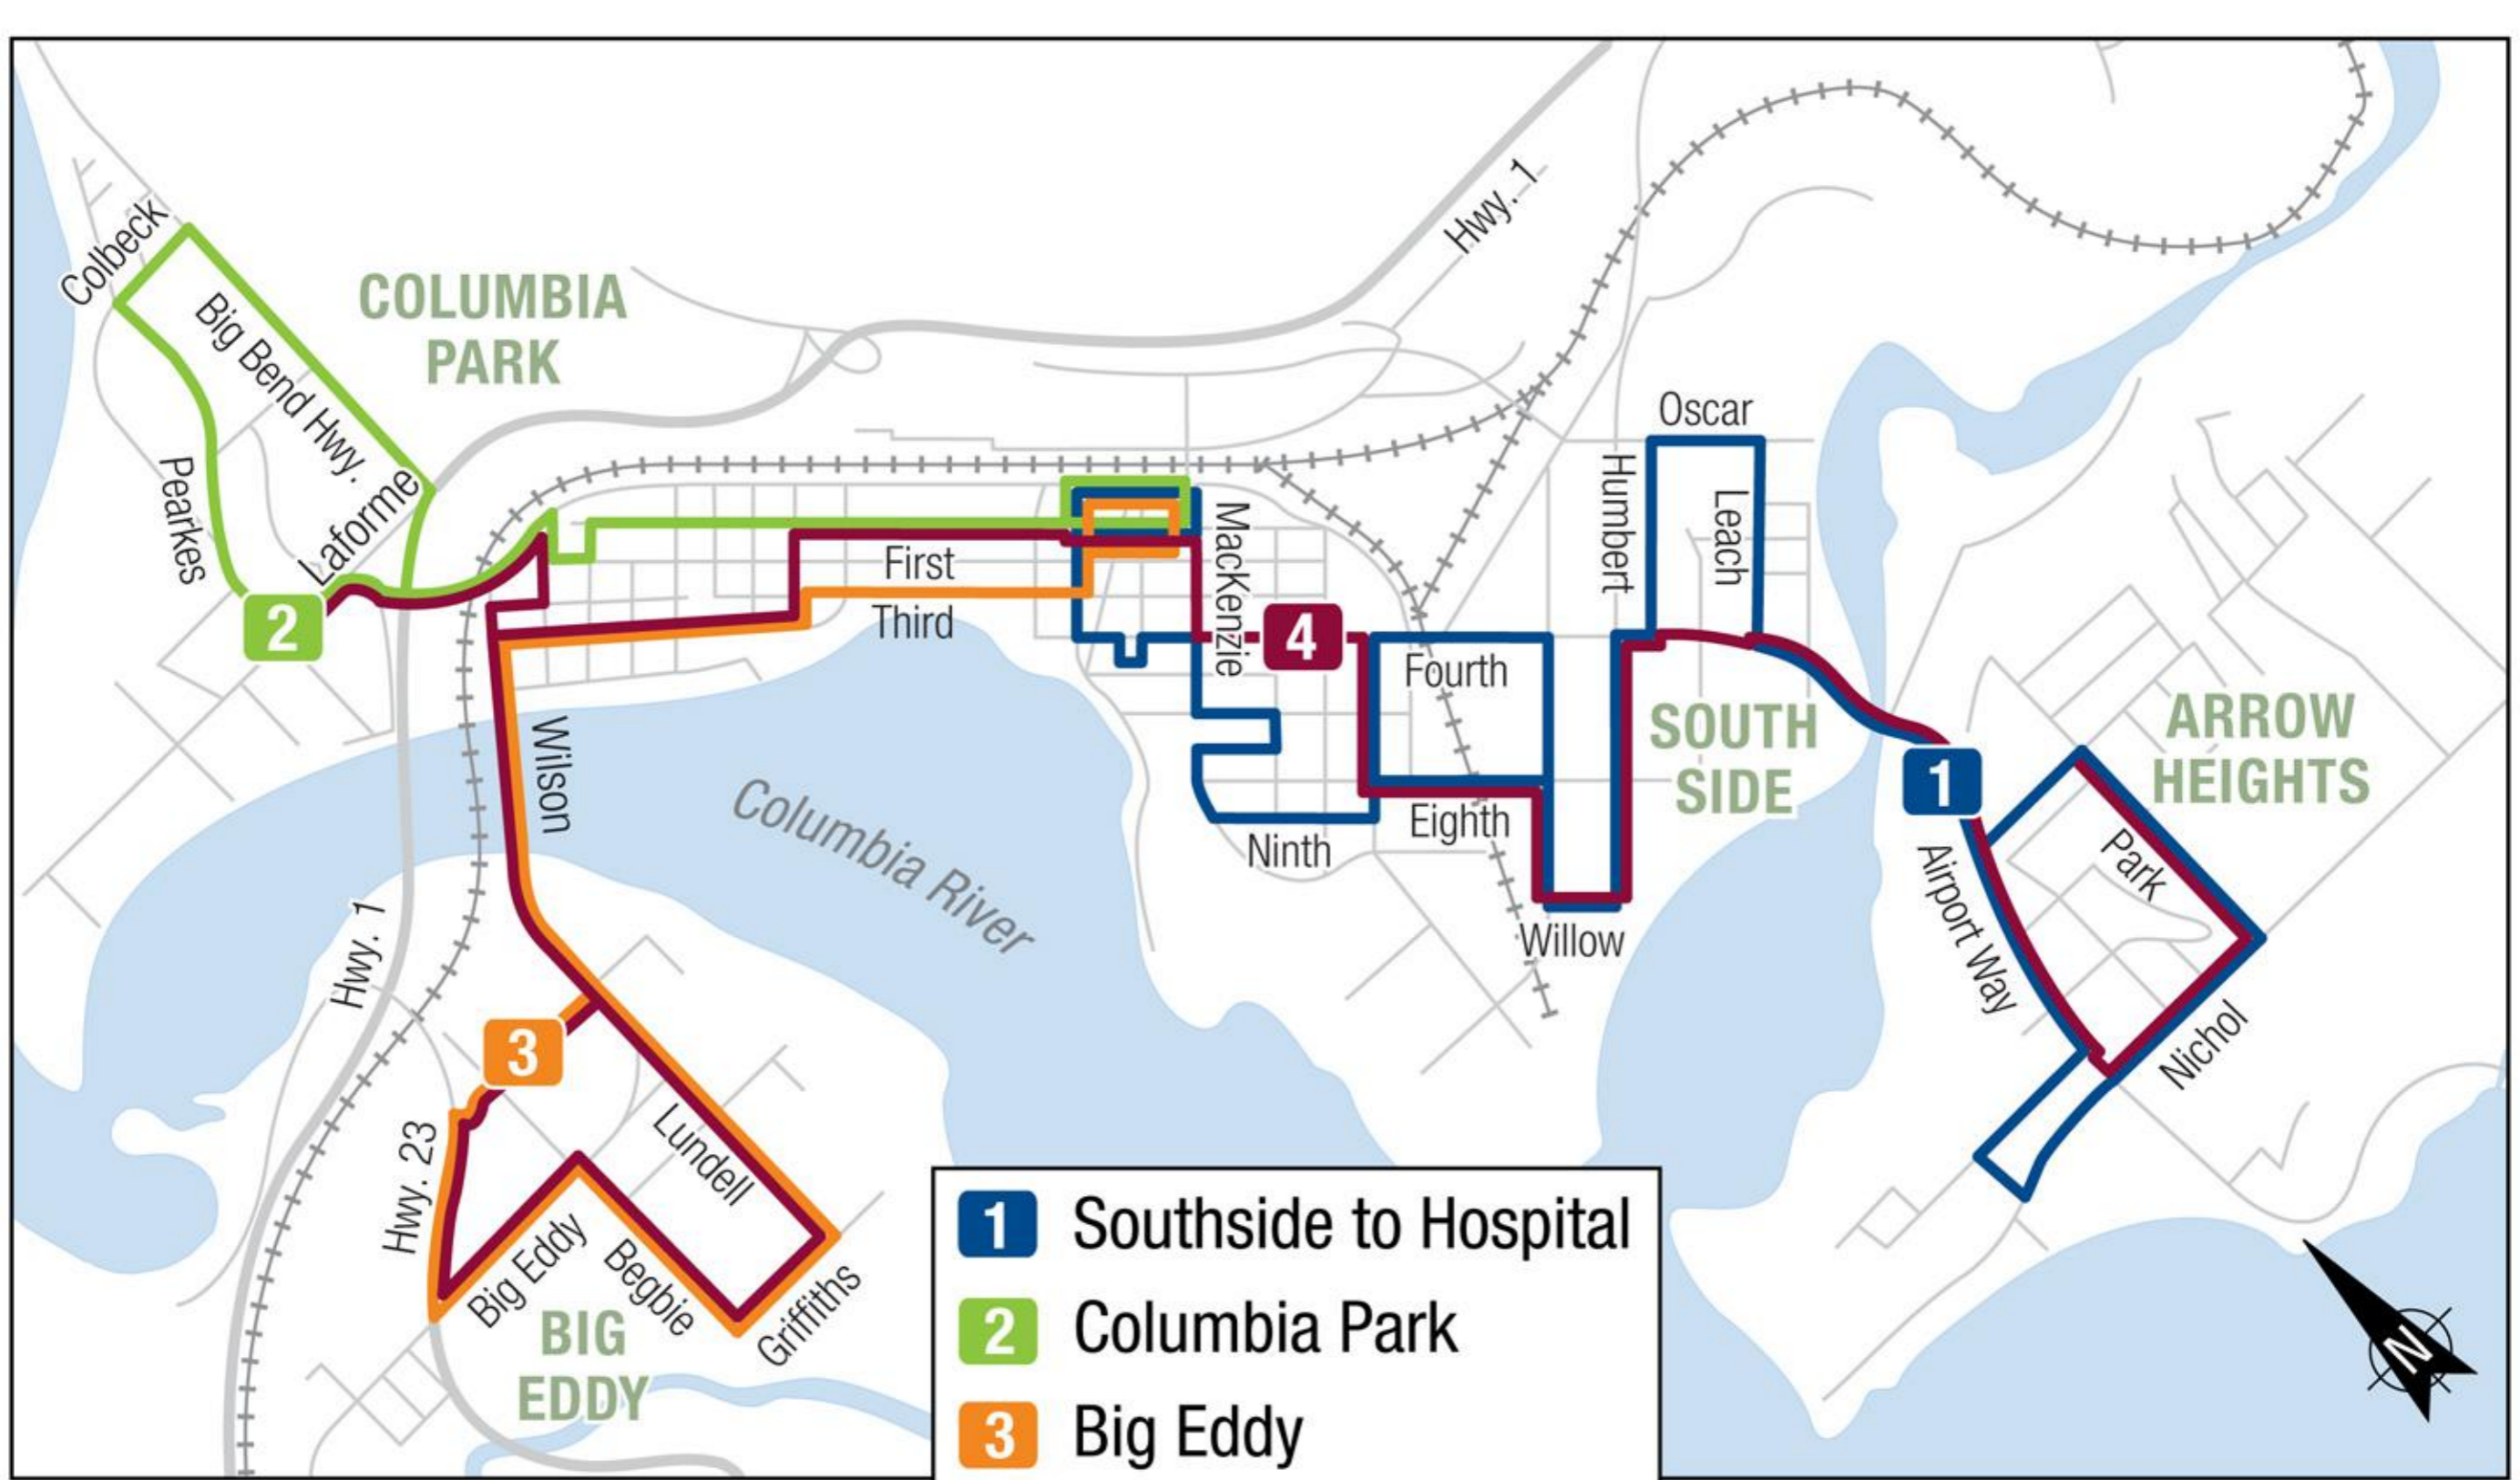 Hwy. 1
Colbeck
COLUMBIA
PARK
Big Bend Hwy.
Oscar
Pearkes
Laforme
Humbert
Leach
MacKenzie
First
2
Third
4
Fourth
Wilson
SOUTH
SIDE
ARROW
HEIGHTS
1
Columbia River
Ninth
Eighth
Park
Airport Way
Willow
Hwy. 1
3
Nichol
Lundell
Hwy. 23
Big Eddy
Begbie
Griffiths
BIG
EDDY
1 Southside to Hospital
2 Columbia Park
3 Big Eddy
N